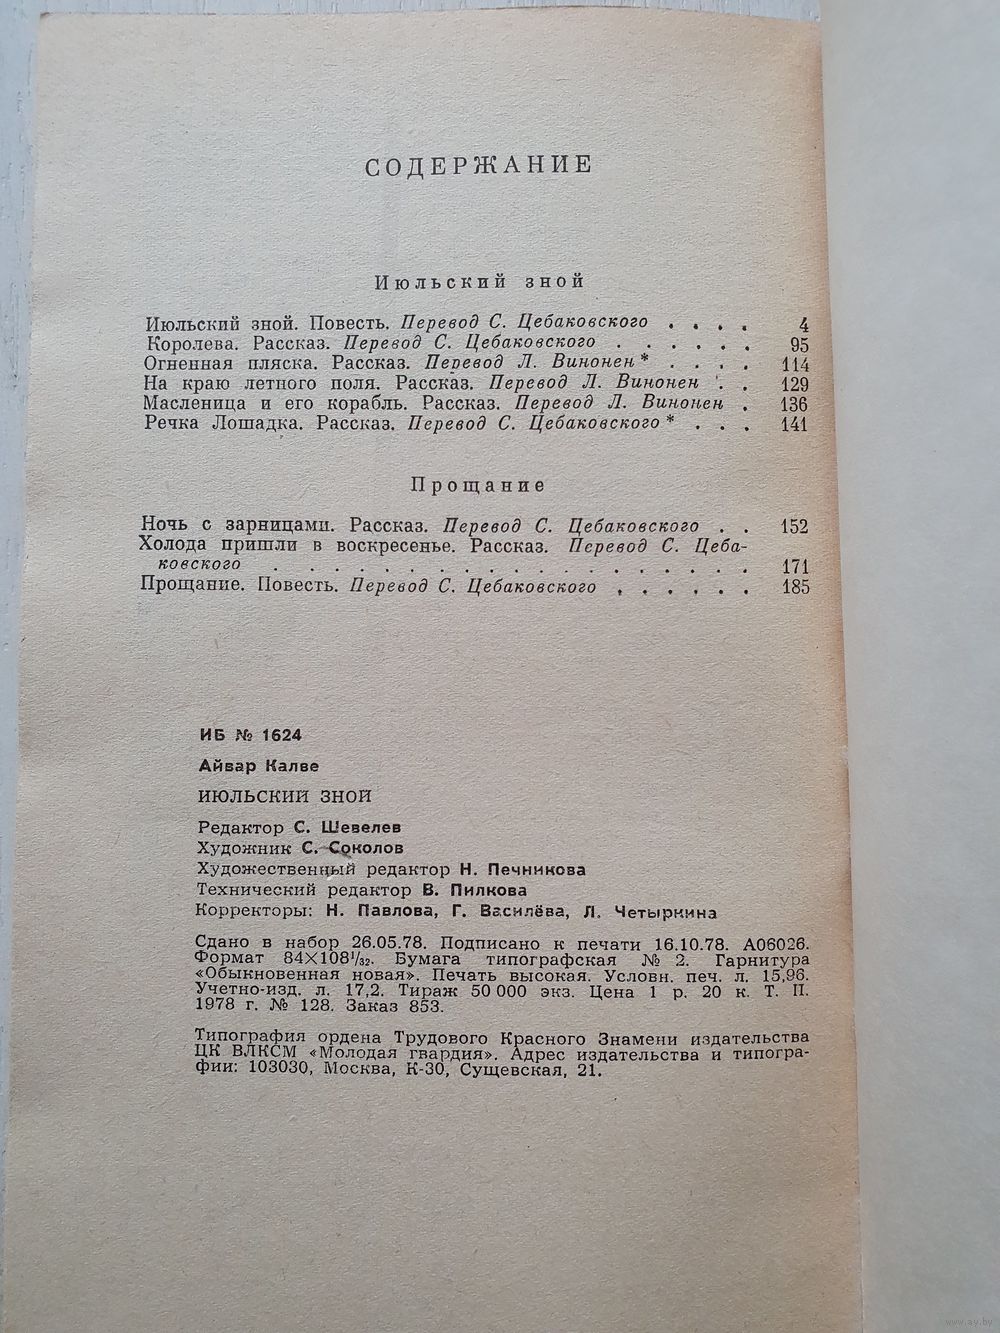 СОДЕРЖАНИЕ
Июльский зной
Июльский зной. Повесть. Перевод С. Цебаковского . . . . 4
Королева. Рассказ. Перевод С. Цебаковского . . . . . . 95
Огненная пляска. Рассказ. Перевод Л. Винонен* . . . . 114
На краю летного поля. Рассказ. Перевод Л. Винонен . . 129
Масленица и его корабль. Рассказ. Перевод Л. Винонен . 136
Речка Лошадка. Рассказ. Перевод С. Цебаковского* . . . 141
Прощание
Ночь с зарницами. Рассказ. Перевод С. Цебаковского . . 152
Холода пришли в воскресенье. Рассказ. Перевод С. Цеба-
ковского . . . . . . . . . . . . . . . . . . 171
Прощание. Повесть. Перевод С. Цебаковского . . . . . . 185
ИБ № 1624
Айвар Калве
ИЮЛЬСКИЙ ЗНОЙ
Редактор С. Шевелев
Художник С. Соколов
Художественный редактор Н. Печникова
Технический редактор В. Пилкова
Корректоры: Н. Павлова, Г. Василёва, Л. Четыркина
Сдано в набор 26.05.78. Подписано к печати 16.10.78. А06026.
Формат 84×108¹/₃₂. Бумага типографская № 2. Гарнитура
«Обыкновенная новая». Печать высокая. Условн. печ. л. 15,96.
Учетно-изд. л. 17,2. Тираж 50 000 экз. Цена 1 р. 20 к. Т. П.
1978 г. № 128. Заказ 853.
Типография ордена Трудового Красного Знамени издательства
ЦК ВЛКСМ «Молодая гвардия». Адрес издательства и типогра-
фии: 103030, Москва, К-30, Сущевская, 21.
www.ay.by